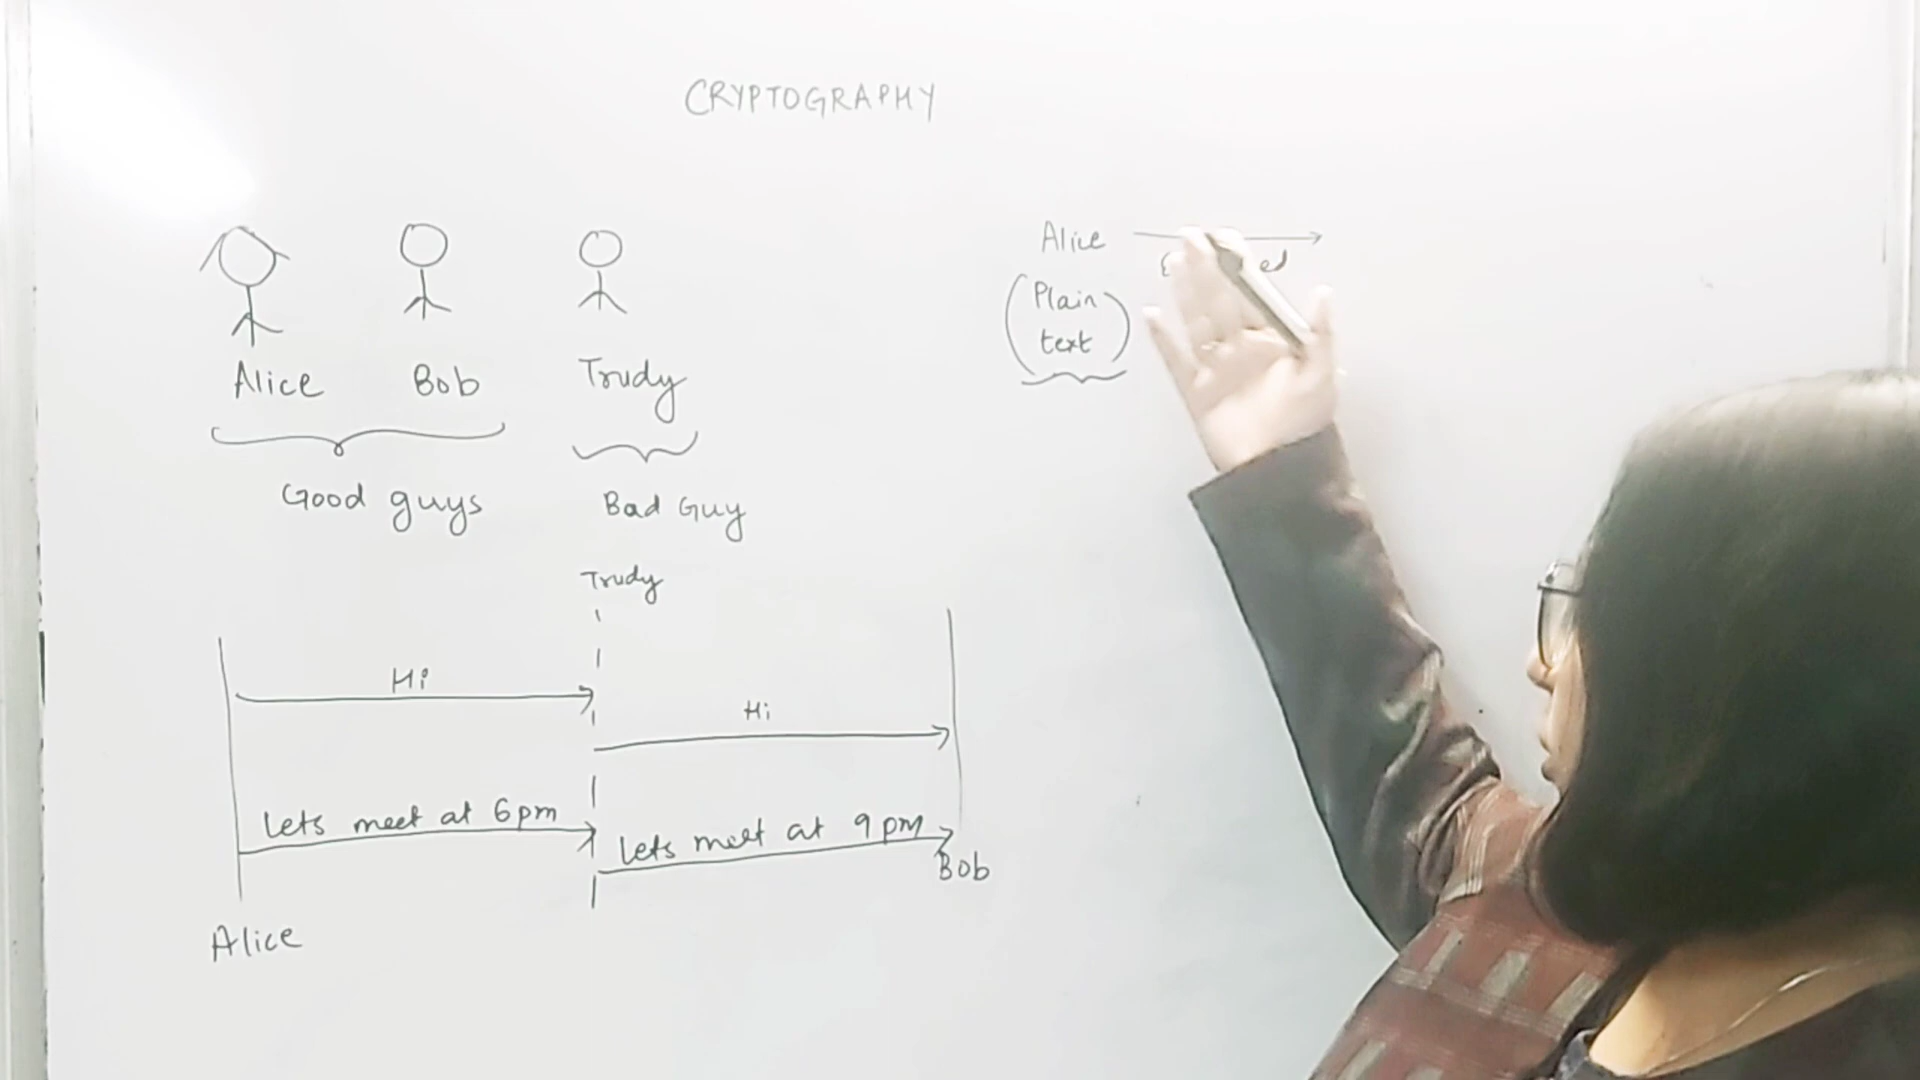 CRYPTOGRAPHY
Alice Bob Trudy
Good guys Bad Guy
Trudy
Hi
Hi
Lets meet at 6pm
Lets meet at 9pm
Bob
Alice
Alice
Plain
text